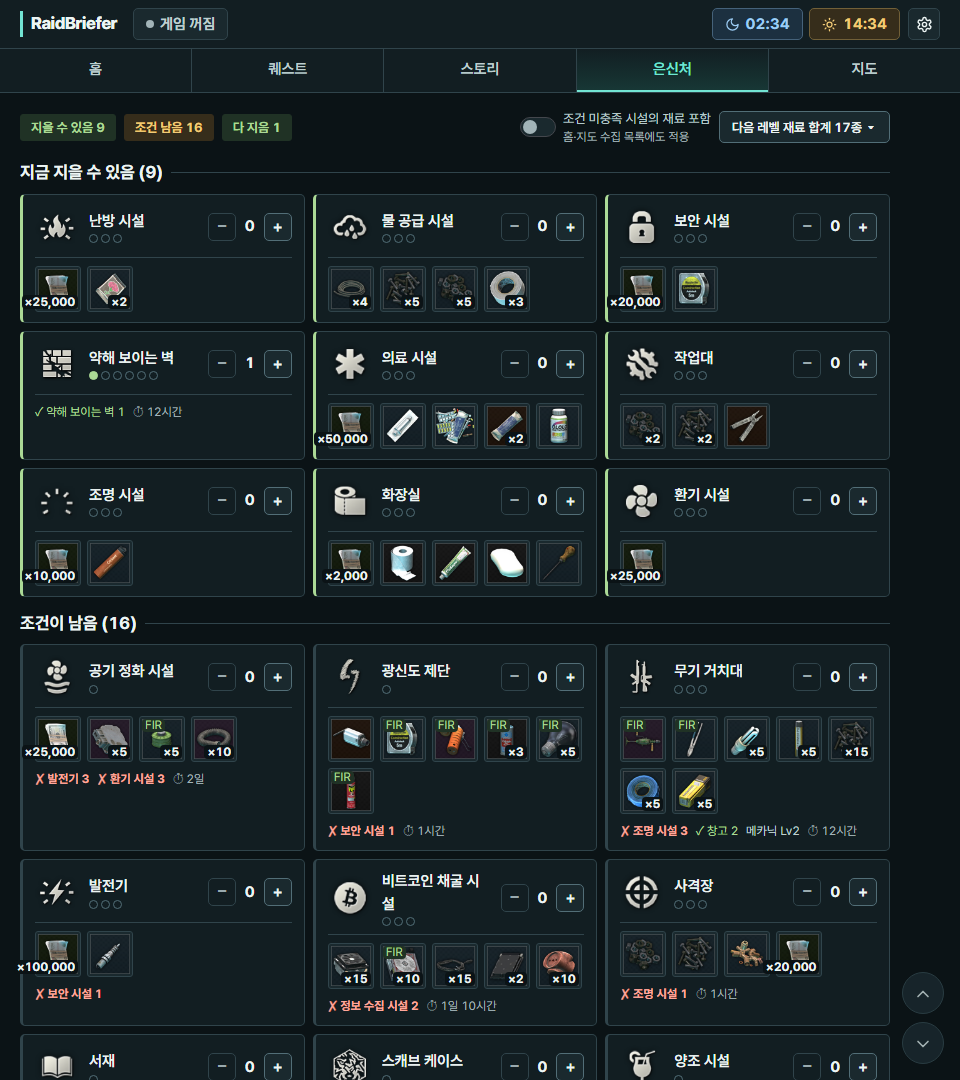 RaidBriefer
게임 꺼짐
02:34
14:34
홈
퀘스트
스토리
은신처
지도
지을 수 있음 9
조건 남음 16
다 지음 1
조건 미충족 시설의 재료 포함
홈·지도 수집 목록에도 적용
다음 레벨 재료 합계 17종
지금 지을 수 있음 (9)
난방 시설
− 0 +
×25,000
×2
물 공급 시설
− 0 +
×4
×5
×5
×3
보안 시설
− 0 +
×20,000
약해 보이는 벽
− 1 +
✓ 약해 보이는 벽 1 ⏱ 12시간
의료 시설
− 0 +
×50,000
×2
작업대
− 0 +
×2
×2
조명 시설
− 0 +
×10,000
화장실
− 0 +
×2,000
환기 시설
− 0 +
×25,000
조건이 남음 (16)
공기 정화 시설
− 0 +
×25,000
×5
FIR
×5
×10
✗ 발전기 3 ✗ 환기 시설 3 ⏱ 2일
광신도 제단
− 0 +
FIR
FIR
FIR
×3
FIR
×5
FIR
✗ 보안 시설 1 ⏱ 1시간
무기 거치대
− 0 +
FIR
FIR
×5
×5
×15
×5
×5
✗ 조명 시설 3 ✓ 창고 2 메카닉 Lv2 ⏱ 12시간
발전기
− 0 +
×100,000
✗ 보안 시설 1
비트코인 채굴 시
설
− 0 +
×15
FIR
×10
×15
×2
×10
✗ 정보 수집 시설 2 ⏱ 1일 10시간
사격장
− 0 +
×20,000
✗ 조명 시설 1 ⏱ 1시간
서재
− 0 +
스캐브 케이스
− 0 +
양조 시설
− 0 +